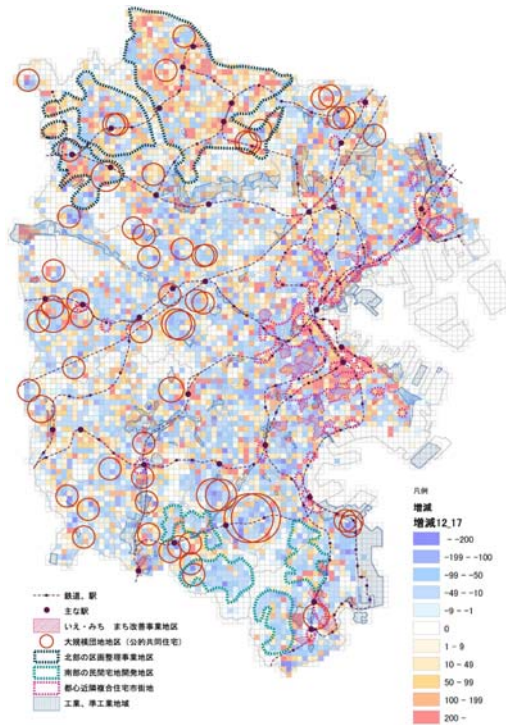 凡例
増減
増減12_17
- -200
-199 - -100
-99 - -50
-49 - -10
-9 - -1
0
1 - 9
10 - 49
50 - 99
100 - 199
200 -
鉄道、駅
主な駅
いえ・みち まち改善事業地区
大規模団地地区（公的共同住宅）
北部の区画整理事業地区
南部の民間宅地開発地区
都心近隣複合住宅市街地
工業、準工業地域